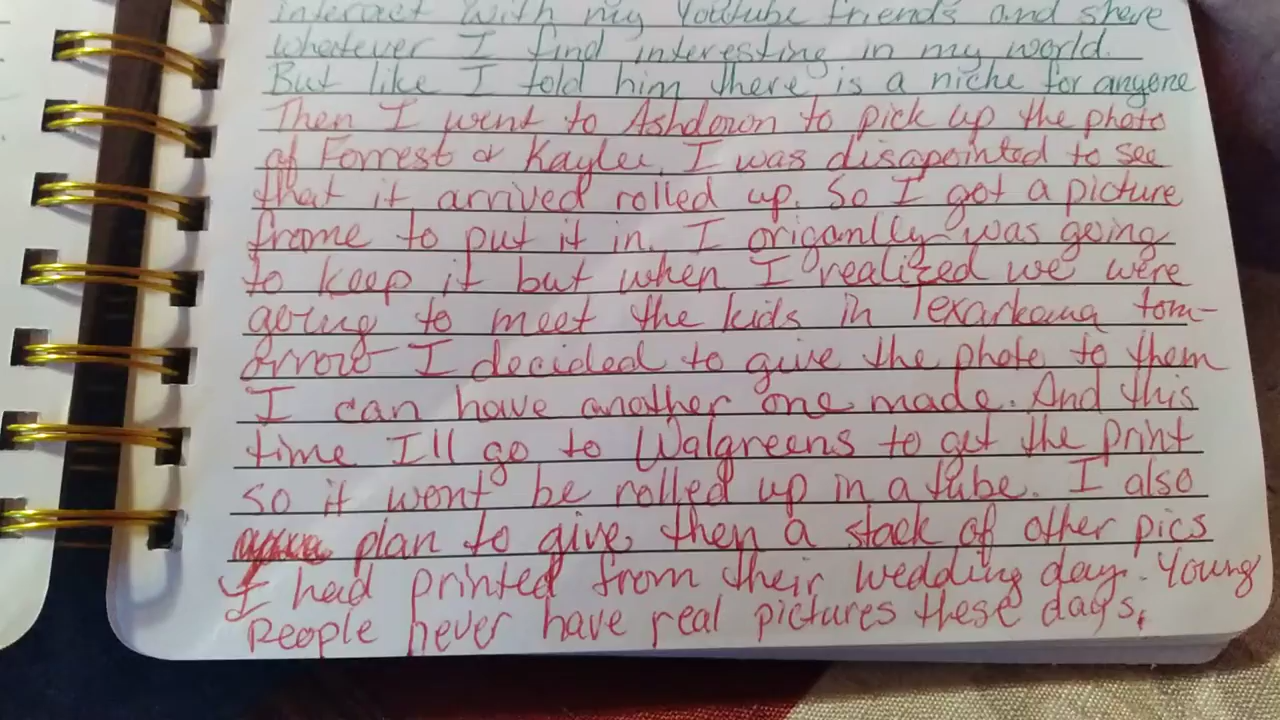 interact with my Youtube friends and share
whatever I find interesting in my world.
But like I told him there is a niche for anyone
Then I went to Ashdown to pick up the photo
of Forrest & Kaylee. I was disapointed to see
that it arrived rolled up. So I got a picture
frame to put it in. I origanlly was going
to keep it but when I realized we were
going to meet the kids in Texarkana tom-
orrow I decided to give the photo to them
I can have another one made. And this
time I'll go to Walgreens to get the print
so it wont be rolled up in a tube. I also
plan to give then a stack of other pics
I had printed from their wedding day. Young
People never have real pictures these days.